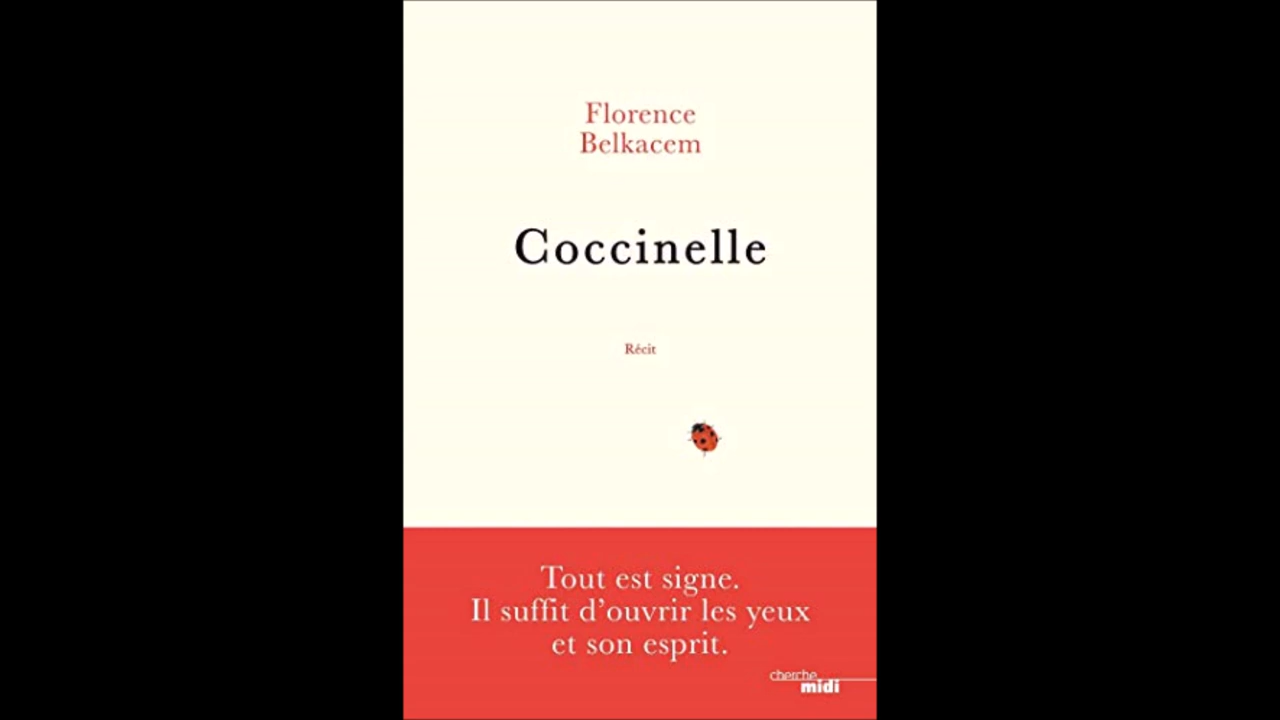 Florence
Belkacem
Coccinelle
Récit
Tout est signe.
Il suffit d’ouvrir les yeux
et son esprit.
cherche
midi